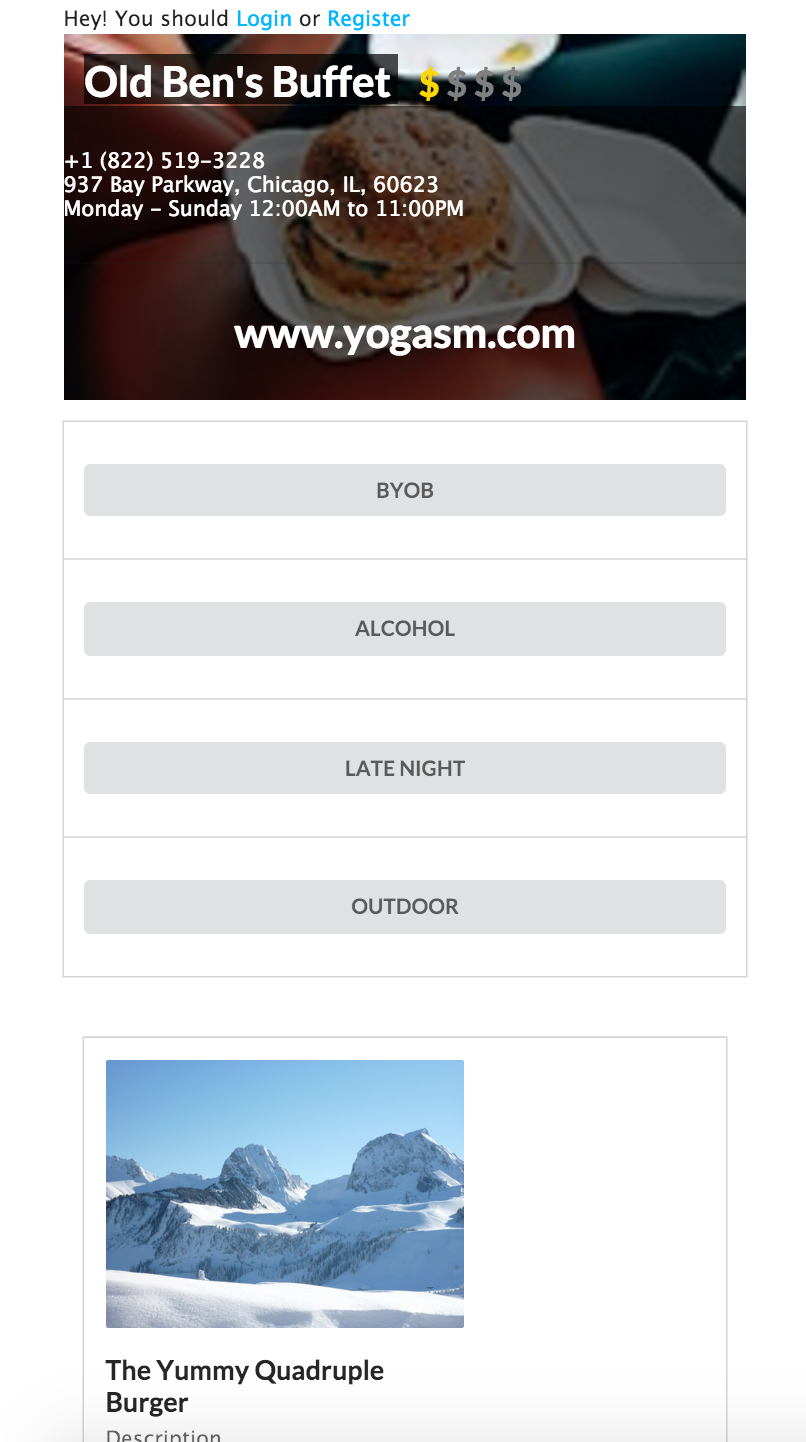 Hey! You should Login or Register
Old Ben's Buffet $ $ $ $
+1 (822) 519-3228
937 Bay Parkway, Chicago, IL, 60623
Monday - Sunday 12:00AM to 11:00PM
www.yogasm.com
BYOB
ALCOHOL
LATE NIGHT
OUTDOOR
The Yummy Quadruple
Burger
Description